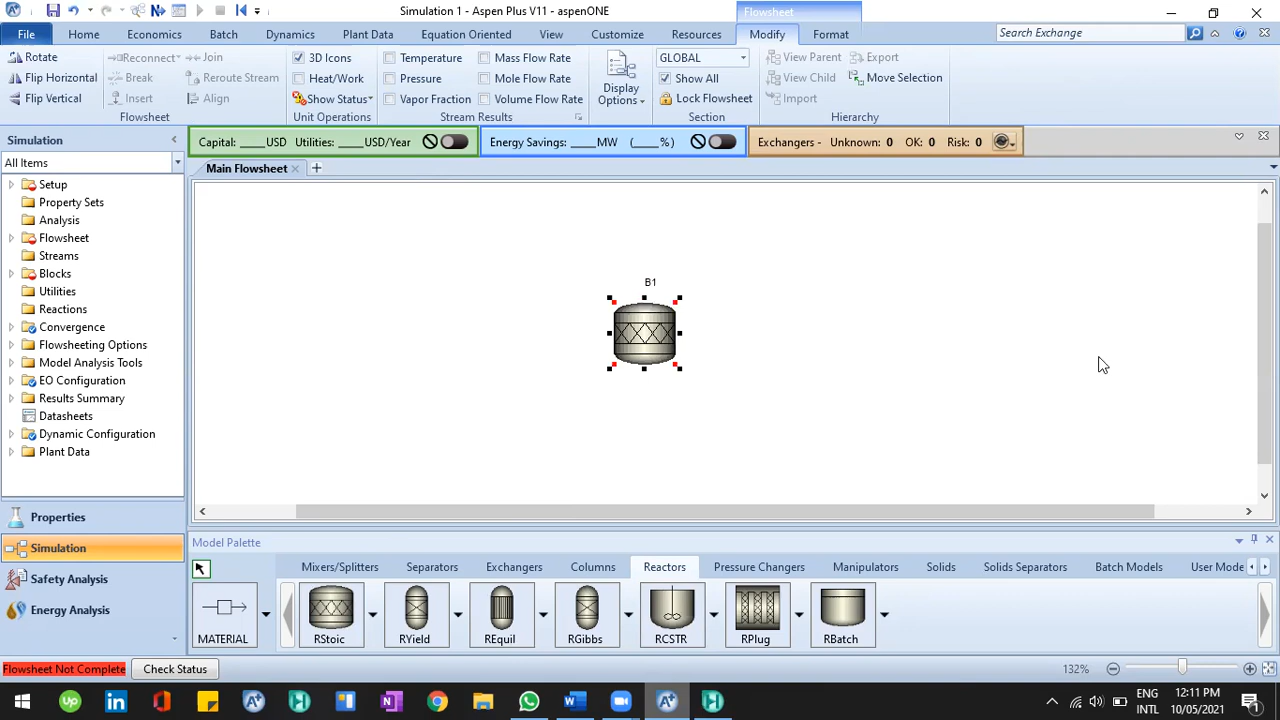 Simulation 1 - Aspen Plus V11 - aspenONE
Flowsheet
File Home Economics Batch Dynamics Plant Data Equation Oriented View Customize Resources Modify Format Search Exchange
Rotate Reconnect Join 3D Icons Temperature Mass Flow Rate GLOBAL View Parent Export
Flip Horizontal Break Reroute Stream Heat/Work Pressure Mole Flow Rate Display Show All View Child Move Selection
Flip Vertical Insert Align Show Status Vapor Fraction Volume Flow Rate Options Lock Flowsheet Import
Flowsheet Unit Operations Stream Results Section Hierarchy
Simulation Capital: ____USD Utilities: ____USD/Year Energy Savings: ____MW (____%) Exchangers - Unknown: 0 OK: 0 Risk: 0
All Items Main Flowsheet
Setup
Property Sets
Analysis
Flowsheet
Streams
Blocks
Utilities
Reactions
Convergence
Flowsheeting Options
Model Analysis Tools
EO Configuration
Results Summary
Datasheets
Dynamic Configuration
Plant Data
B1
Properties
Simulation
Safety Analysis
Energy Analysis
Model Palette
Mixers/Splitters Separators Exchangers Columns Reactors Pressure Changers Manipulators Solids Solids Separators Batch Models User Mode
MATERIAL RStoic RYield REquil RGibbs RCSTR RPlug RBatch
Flowsheet Not Complete Check Status 132%
ENG 12:11 PM
INTL 10/05/2021